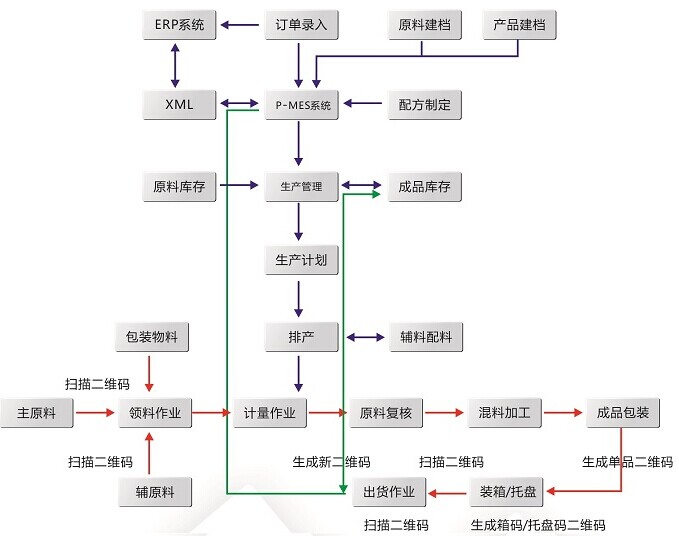 ERP系统
订单录入
原料建档
产品建档
XML
P-MES系统
配方制定
原料库存
生产管理
成品库存
生产计划
包装物料
排产
辅料配料
扫描二维码
主原料
领料作业
计量作业
原料复核
混料加工
成品包装
扫描二维码
生成新二维码
扫描二维码
生成单品二维码
辅原料
出货作业
装箱/托盘
扫描二维码
生成箱码/托盘码二维码